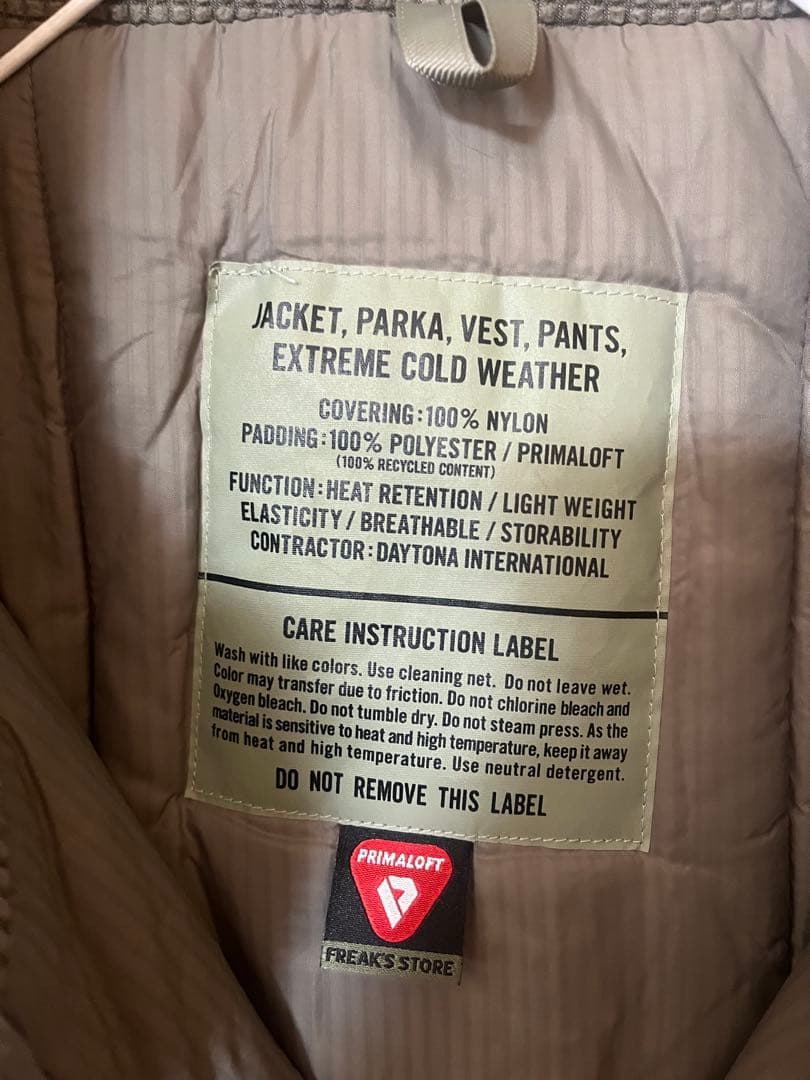 JACKET, PARKA, VEST, PANTS,
EXTREME COLD WEATHER
COVERING:100% NYLON
PADDING:100% POLYESTER / PRIMALOFT
(100% RECYCLED CONTENT)
FUNCTION:HEAT RETENTION / LIGHT WEIGHT
ELASTICITY / BREATHABLE / STORABILITY
CONTRACTOR:DAYTONA INTERNATIONAL
CARE INSTRUCTION LABEL
Wash with like colors. Use cleaning net. Do not leave wet.
Color may transfer due to friction. Do not chlorine bleach and
Oxygen bleach. Do not tumble dry. Do not steam press. As the
material is sensitive to heat and high temperature, keep it away
from heat and high temperature. Use neutral detergent.
DO NOT REMOVE THIS LABEL
PRIMALOFT
FREAK'S STORE